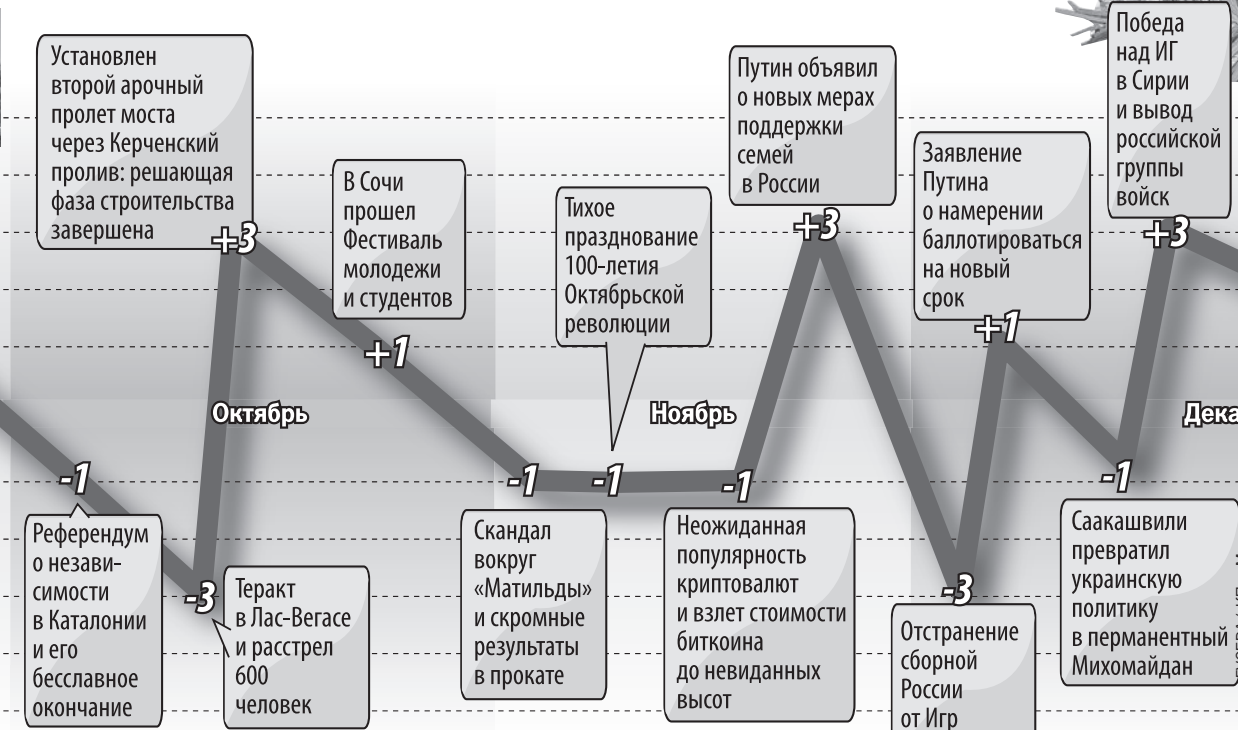 Установлен
второй арочный
пролет моста
через Керченский
пролив: решающая
фаза строительства
завершена
+3
В Сочи
прошел
Фестиваль
молодежи
и студентов
+1
Тихое
празднование
100-летия
Октябрьской
революции
-1
Путин объявил
о новых мерах
поддержки
семей
в России
+3
Заявление
Путина
о намерении
баллотироваться
на новый
срок
+1
Победа
над ИГ
в Сирии
и вывод
российской
группы
войск
+3
Октябрь
Ноябрь
Дека
-1
Референдум
о незави-
симости
в Каталонии
и его
бесславное
окончание
-3
Теракт
в Лас-Вегасе
и расстрел
600
человек
-1
Скандал
вокруг
«Матильды»
и скромные
результаты
в прокате
-1
Неожиданная
популярность
криптовалют
и взлет стоимости
биткоина
до невиданных
высот
-3
Отстранение
сборной
России
от Игр
-1
Саакашвили
превратил
украинскую
политику
в перманентный
Михомайдан